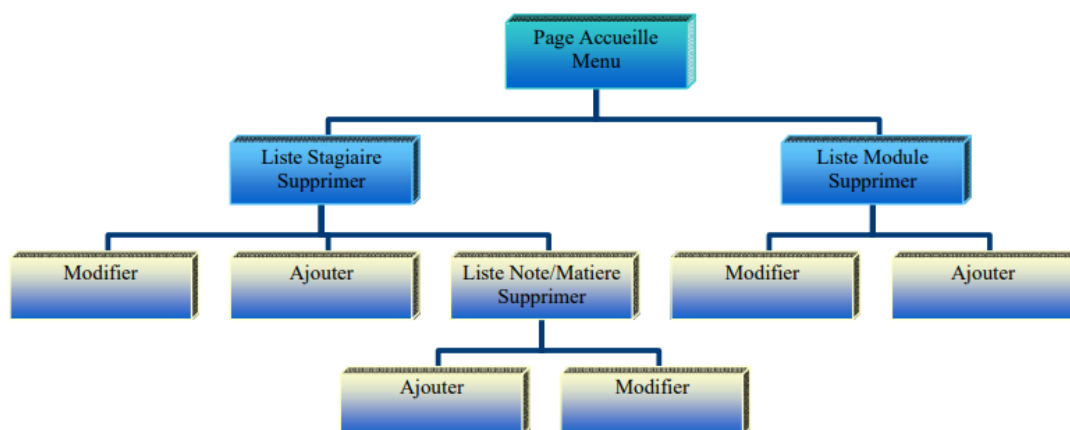 Page Accueille
Menu
Liste Stagiaire
Supprimer
Liste Module
Supprimer
Modifier
Ajouter
Liste Note/Matiere
Supprimer
Modifier
Ajouter
Ajouter
Modifier